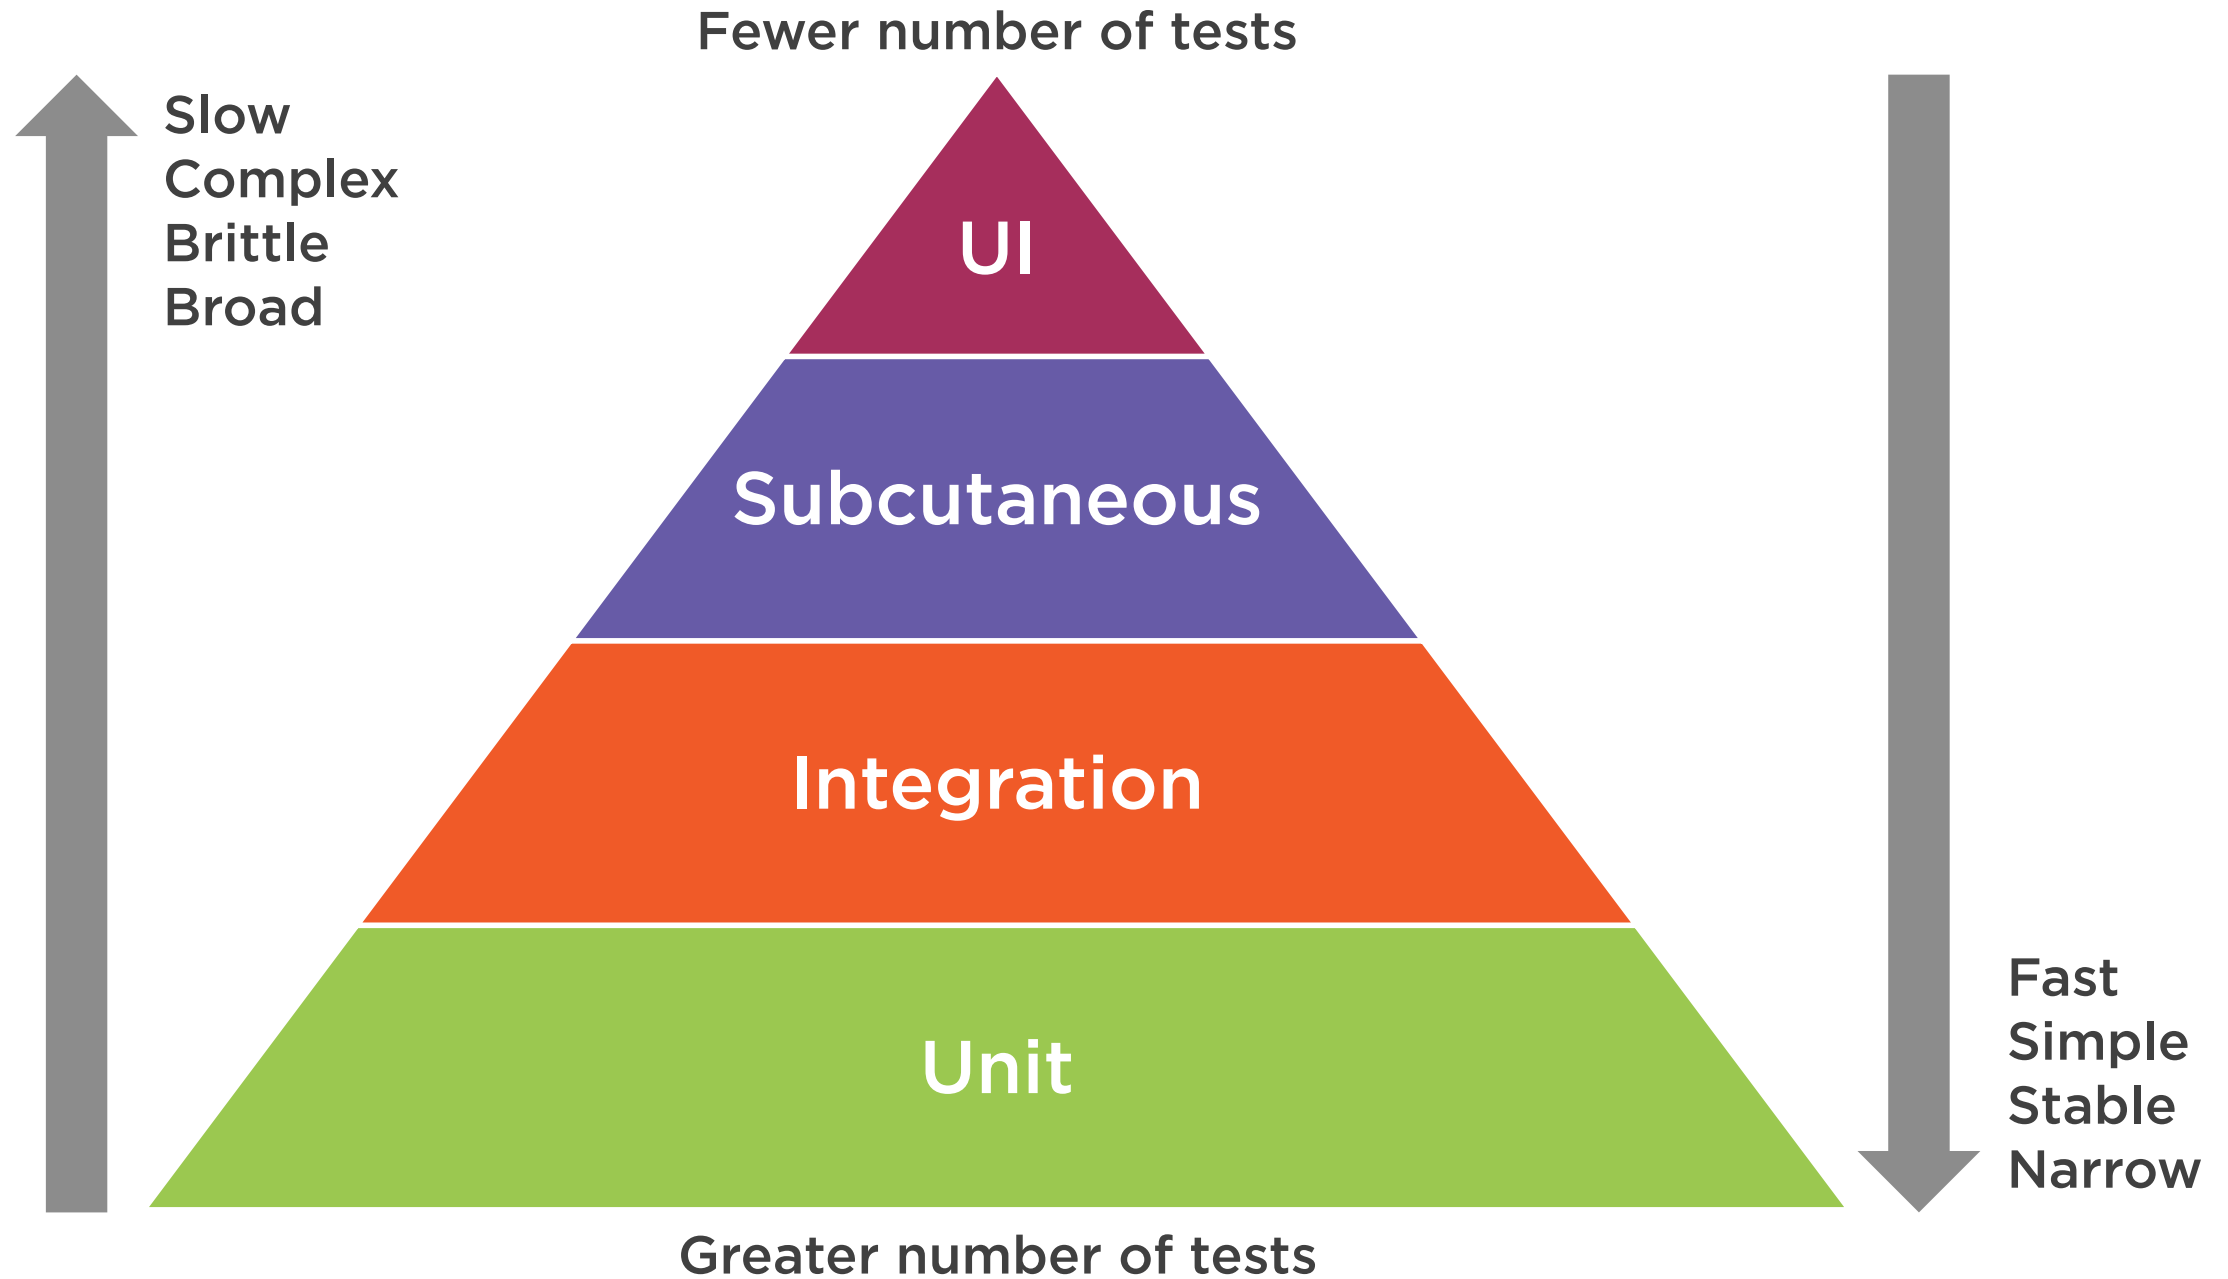 Fewer number of tests
Slow
Complex
Brittle
Broad
UI
Subcutaneous
Integration
Unit
Fast
Simple
Stable
Narrow
Greater number of tests